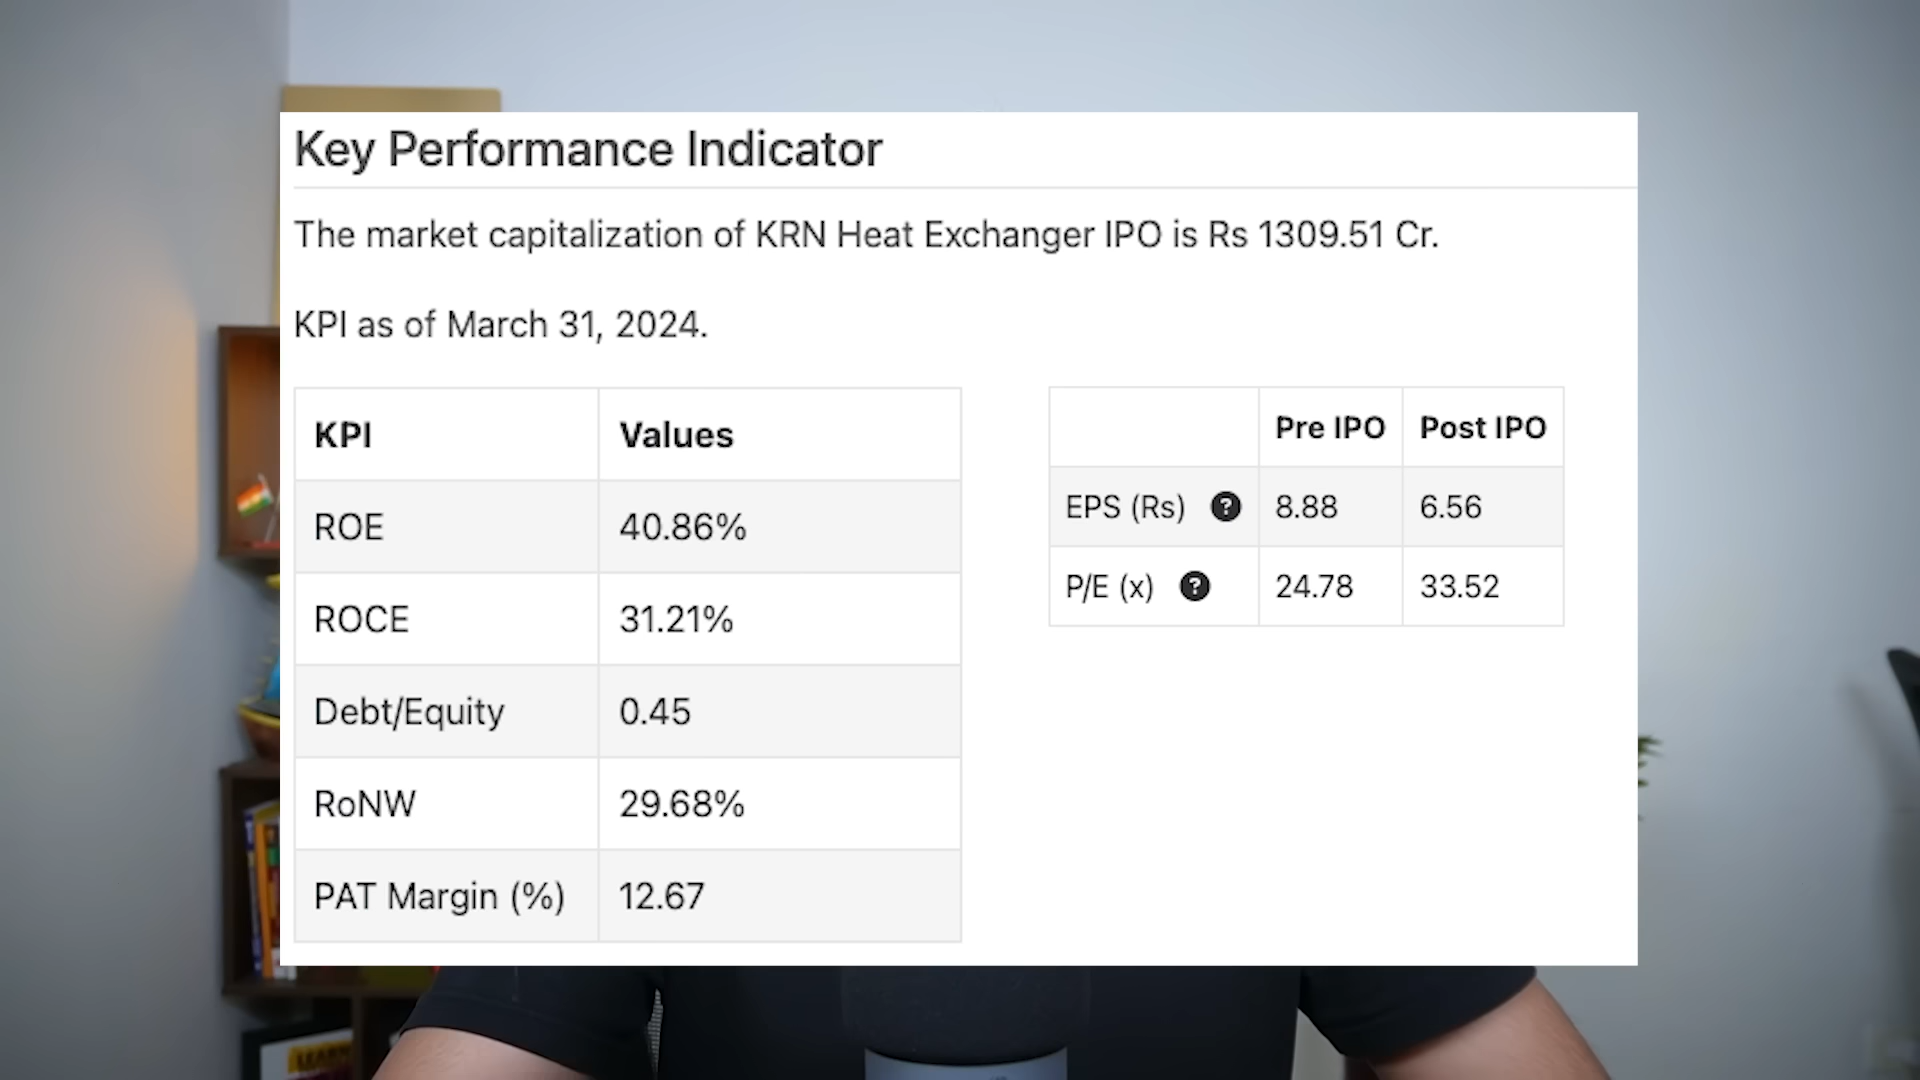 Key Performance Indicator
The market capitalization of KRN Heat Exchanger IPO is Rs 1309.51 Cr.
KPI as of March 31, 2024.
KPI Values
ROE 40.86%
ROCE 31.21%
Debt/Equity 0.45
RoNW 29.68%
PAT Margin (%) 12.67
Pre IPO Post IPO
EPS (Rs) ? 8.88 6.56
P/E (x) ? 24.78 33.52
LEARN